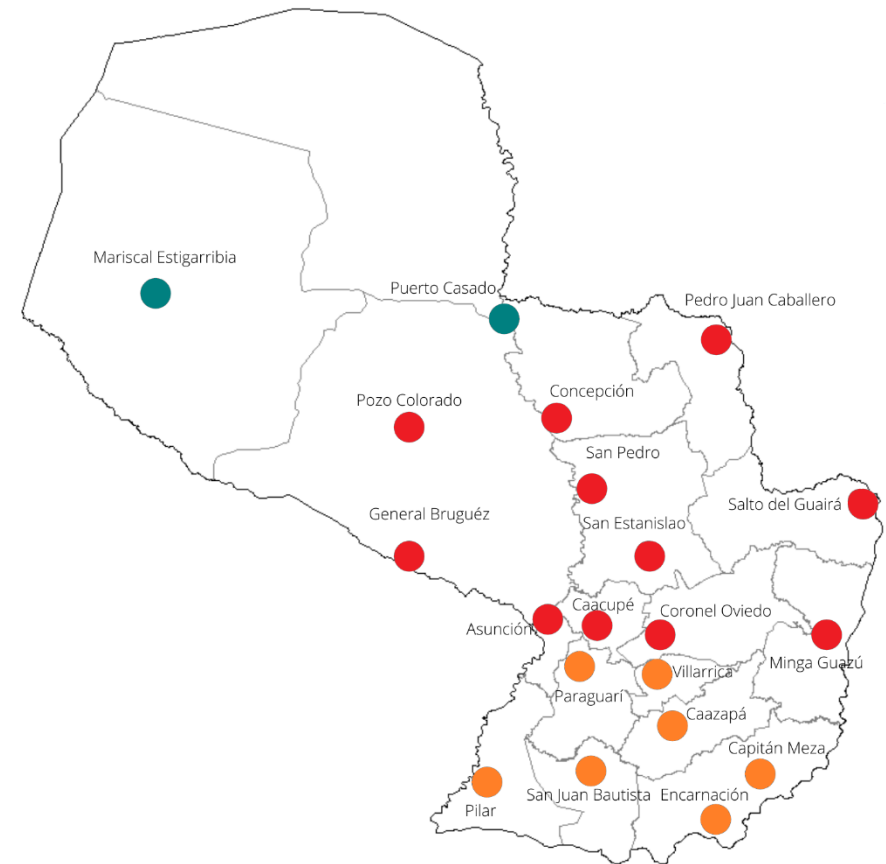 Mariscal Estigarribia
Puerto Casado
Pedro Juan Caballero
Pozo Colorado
Concepción
San Pedro
General Bruguéz
Salto del Guairá
San Estanislao
Caacupé
Coronel Oviedo
Asunción
Minga Guazú
Villarrica
Paraguarí
Caazapá
Capitán Meza
San Juan Bautista
Encarnación
Pilar